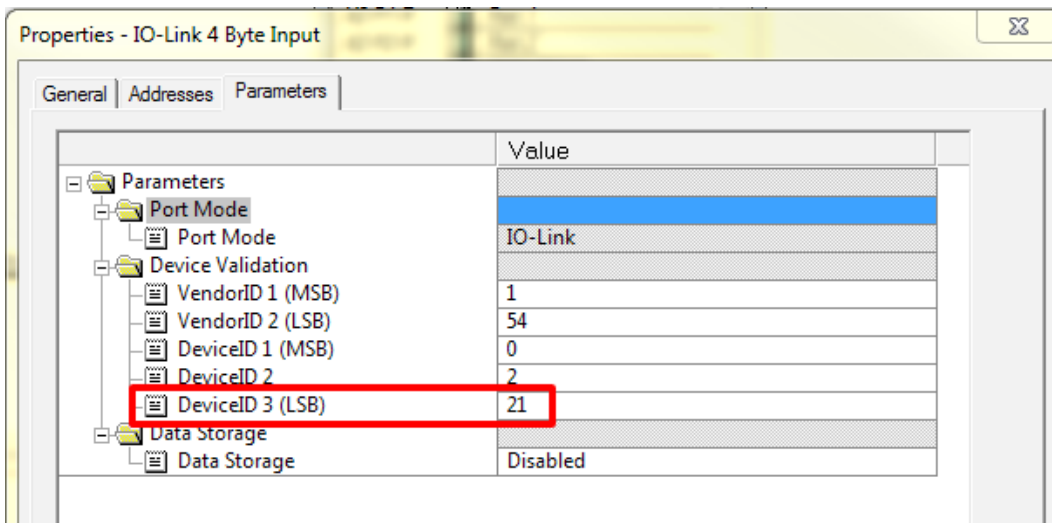 Properties - IO-Link 4 Byte Input
General Addresses Parameters
Value
Parameters
Port Mode
Port Mode IO-Link
Device Validation
VendorID 1 (MSB) 1
VendorID 2 (LSB) 54
DeviceID 1 (MSB) 0
DeviceID 2 2
DeviceID 3 (LSB) 21
Data Storage
Data Storage Disabled